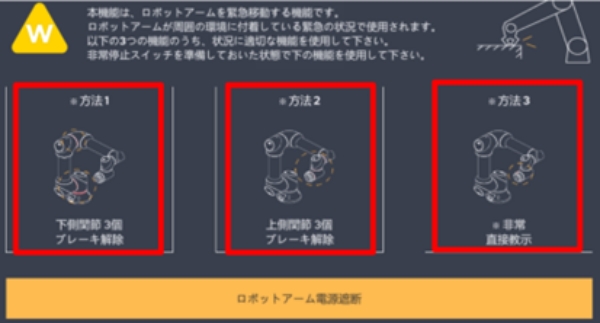 W
本機能は、ロボットアームを緊急移動する機能です。
ロボットアームが周囲の環境に付着している緊急の状況で使用されます。
以下の3つの機能のうち、状況に適切な機能を使用して下さい。
非常停止スイッチを準備しておいた状態で下の機能を使用して下さい。
※方法1
※方法2
※方法3
下側関節 3個
ブレーキ解除
上側関節 3個
ブレーキ解除
※非常
直接教示
ロボットアーム電源遮断